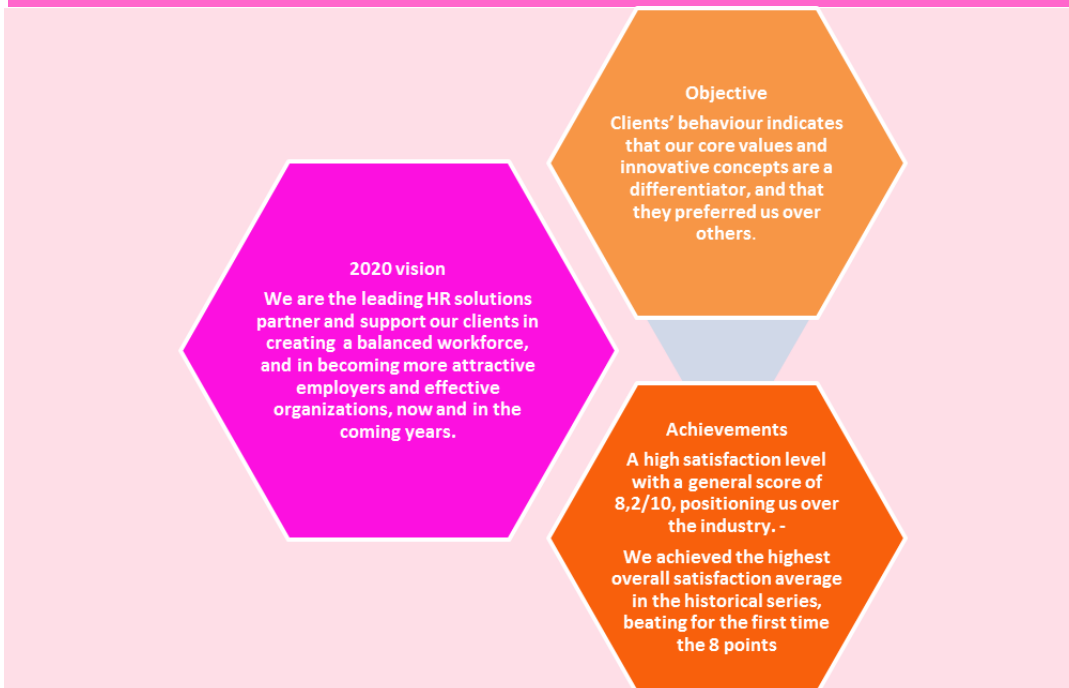 Objective
Clients’ behaviour indicates
that our core values and
innovative concepts are a
differentiator, and that
they preferred us over
others.
2020 vision
We are the leading HR solutions
partner and support our clients in
creating a balanced workforce,
and in becoming more attractive
employers and effective
organizations, now and in the
coming years.
Achievements
A high satisfaction level
with a general score of
8,2/10, positioning us over
the industry. -
We achieved the highest
overall satisfaction average
in the historical series,
beating for the first time
the 8 points